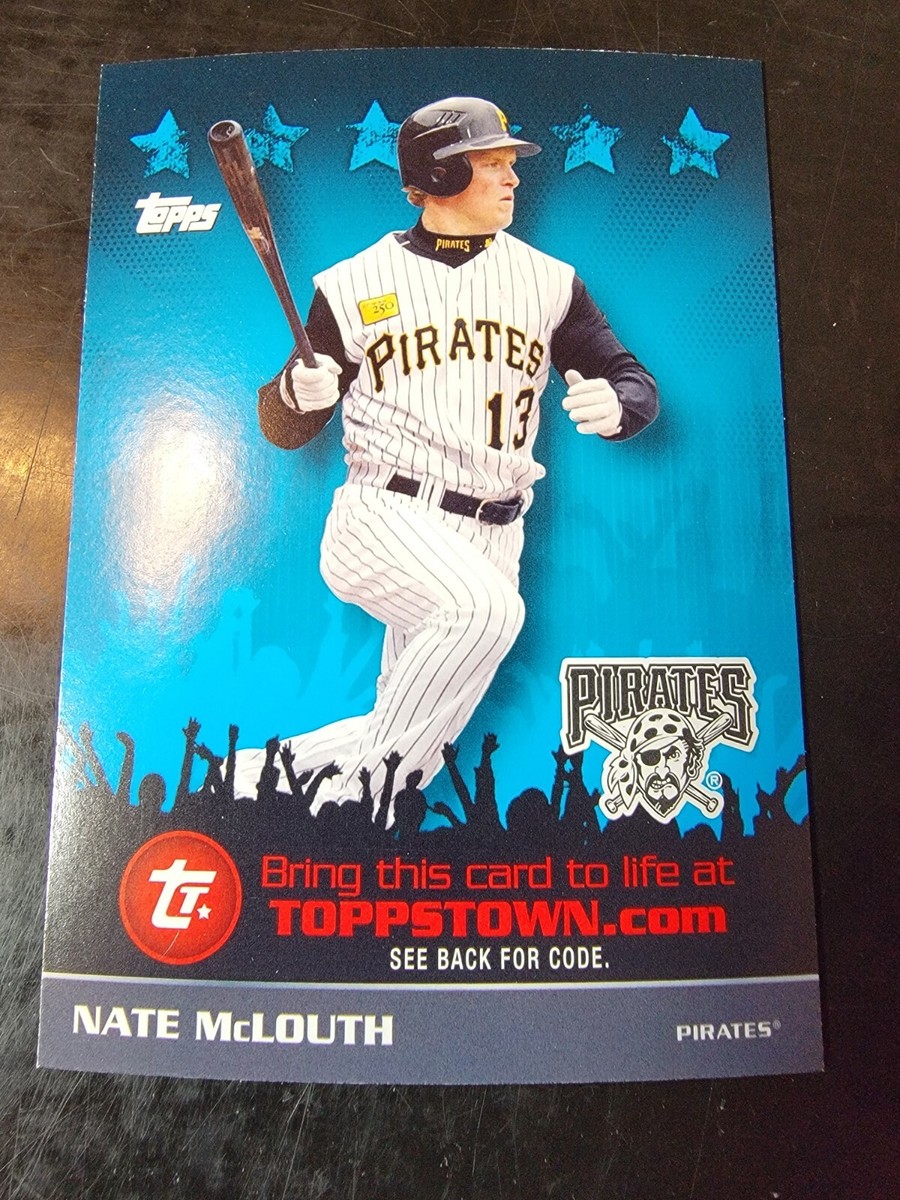 topps
PIRATES
250
PIRATES
13
PIRATES
®
tT
Bring this card to life at
TOPPSTOWN.com
SEE BACK FOR CODE.
NATE McLOUTH
PIRATES®